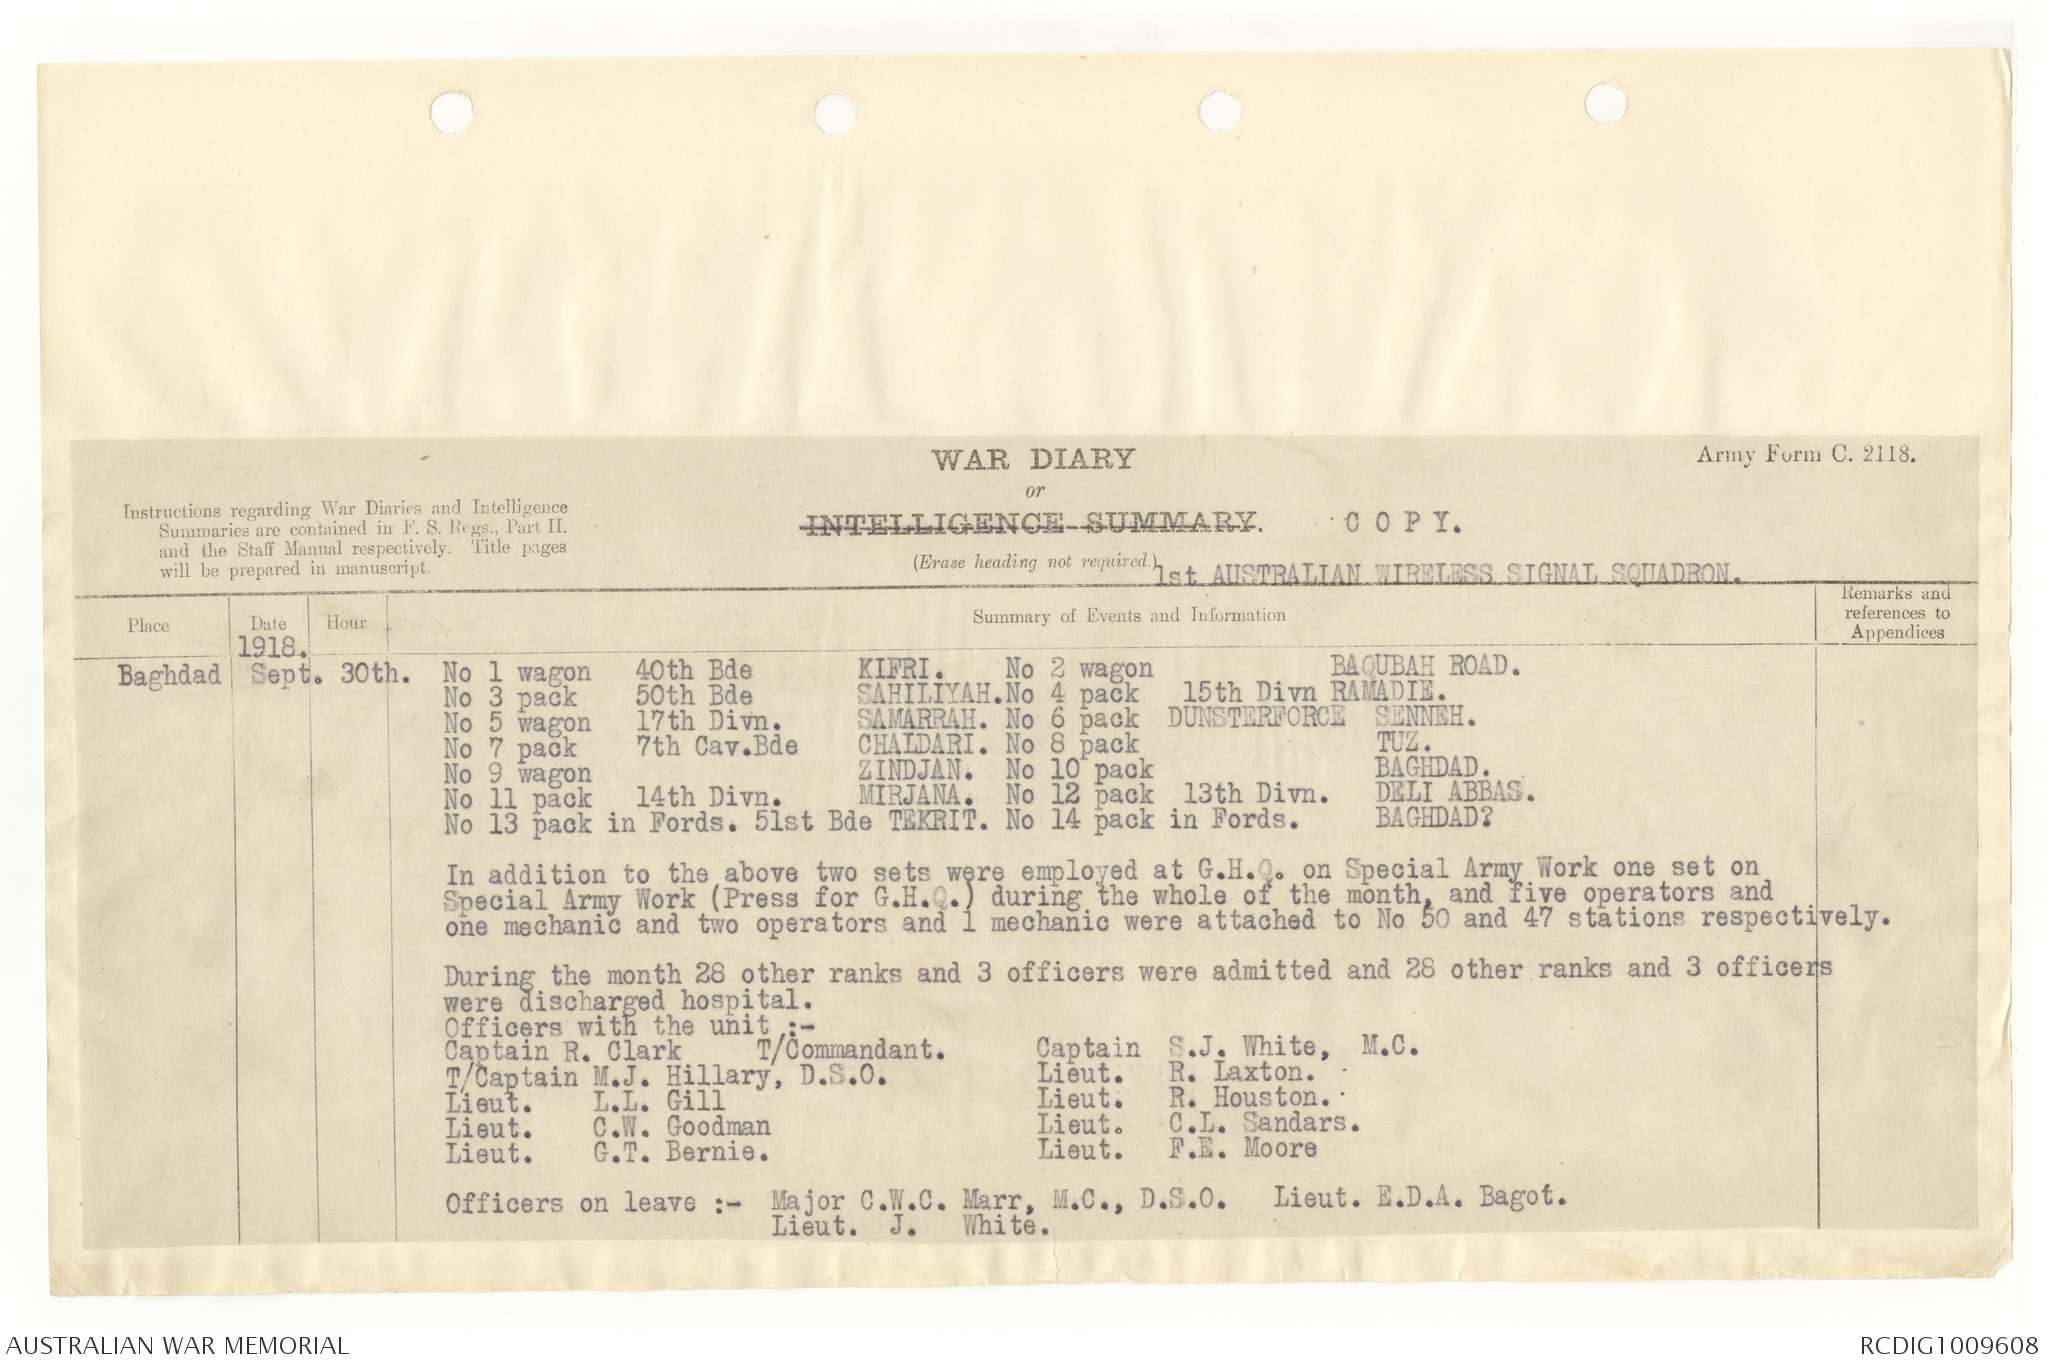 WAR DIARY
or
INTELLIGENCE SUMMARY.
(Erase heading not required.)
Army Form C. 2118.
COPY.
1st AUSTRALIAN WIRELESS SIGNAL SQUADRON.
Instructions regarding War Diaries and Intelligence
Summaries are contained in F. S. Regs., Part II.
and the Staff Manual respectively. Title pages
will be prepared in manuscript.
Place Date Hour Summary of Events and Information Remarks and
references to
Appendices
1918.
Baghdad Sept. 30th. No 1 wagon 40th Bde KIFRI. No 2 wagon BAQUBAH ROAD.
No 3 pack 50th Bde SAHILIYAH. No 4 pack 15th Divn RAMADIE.
No 5 wagon 17th Divn. SAMARRAH. No 6 pack DUNSTERFORCE SENNEH.
No 7 pack 7th Cav.Bde CHALDARI. No 8 pack TUZ.
No 9 wagon ZINDJAN. No 10 pack BAGHDAD.
No 11 pack 14th Divn. MIRJANA. No 12 pack 13th Divn. DELI ABBAS.
No 13 pack in Fords. 51st Bde TEKRIT. No 14 pack in Fords. BAGHDAD?
In addition to the above two sets were employed at G.H.Q. on Special Army Work one set on
Special Army Work (Press for G.H.Q.) during the whole of the month, and five operators and
one mechanic and two operators and 1 mechanic were attached to No 50 and 47 stations respectively.
During the month 28 other ranks and 3 officers were admitted and 28 other ranks and 3 officers
were discharged hospital.
Officers with the unit :-
Captain R. Clark T/Commandant. Captain S.J. White, M.C.
T/Captain M.J. Hillary, D.S.O. Lieut. R. Laxton.
Lieut. L.L. Gill Lieut. R. Houston.
Lieut. C.W. Goodman Lieut. C.L. Sandars.
Lieut. G.T. Bernie. Lieut. F.E. Moore
Officers on leave :- Major C.W.C. Marr, M.C., D.S.O. Lieut. E.D.A. Bagot.
Lieut. J. White.
AUSTRALIAN WAR MEMORIAL
RCDIG1009608